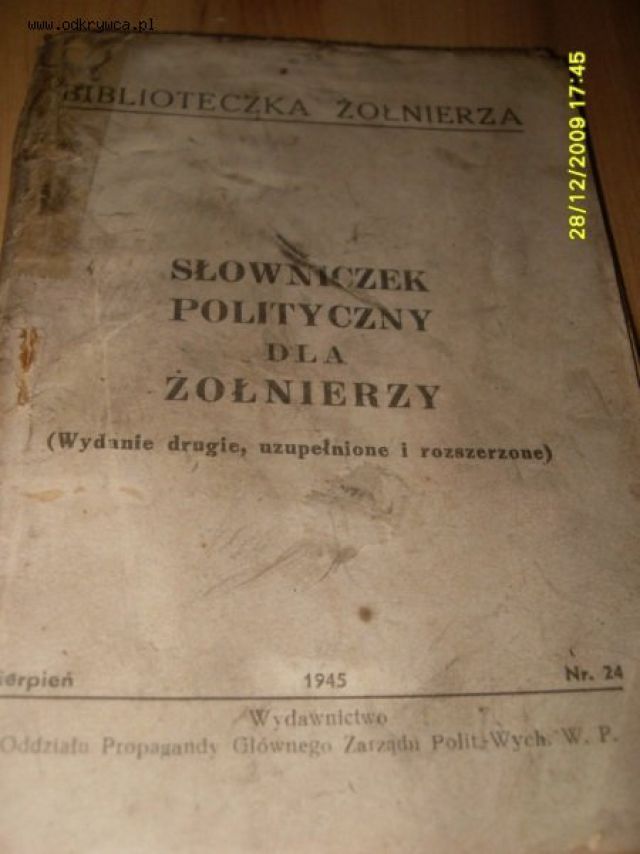 www.odkrywca.pl
28/12/2009 17:45
BIBLIOTECZKA ŻOŁNIERZA
SŁOWNICZEK
POLITYCZNY
DLA
ŻOŁNIERZY
(Wydanie drugie, uzupełnione i rozszerzone)
ierpień 1945 Nr. 24
Wydawnictwo
Oddziału Propagandy Głównego Zarządu Polit.-Wych. W. P.